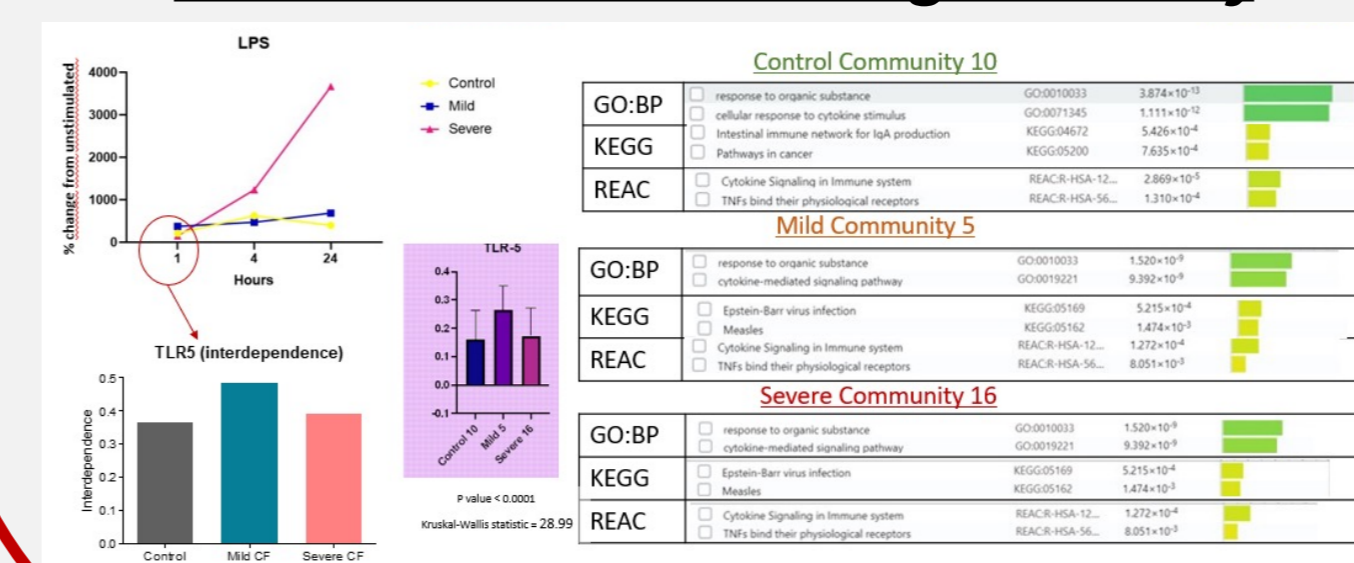 LPS
% change from unstimulated
4000
3000
2000
1000
0
1 4 24
Hours
Control
Mild
Severe
TLR5 (interdependence)
Interdependence
0.5
0.4
0.3
0.2
0.1
0.0
Control Mild CF Severe CF
TLR-5
0.4
0.3
0.2
0.1
0.0
-0.1
Control 10 Mild 5 Severe 16
P value < 0.0001
Kruskal-Wallis statistic = 28.99
Control Community 10
GO:BP
response to organic substance GO:0010033 3.874×10-13
cellular response to cytokine stimulus GO:0071345 1.111×10-12
KEGG
Intestinal immune network for IgA production KEGG:04672 5.426×10-4
Pathways in cancer KEGG:05200 7.635×10-4
REAC
Cytokine Signaling in Immune system REAC:R-HSA-12... 2.869×10-5
TNFs bind their physiological receptors REAC:R-HSA-56... 1.310×10-4
Mild Community 5
GO:BP
response to organic substance GO:0010033 1.520×10-9
cytokine-mediated signaling pathway GO:0019221 9.392×10-9
KEGG
Epstein-Barr virus infection KEGG:05169 5.215×10-4
Measles KEGG:05162 1.474×10-3
REAC
Cytokine Signaling in Immune system REAC:R-HSA-12... 1.272×10-4
TNFs bind their physiological receptors REAC:R-HSA-56... 8.051×10-3
Severe Community 16
GO:BP
response to organic substance GO:0010033 1.520×10-9
cytokine-mediated signaling pathway GO:0019221 9.392×10-9
KEGG
Epstein-Barr virus infection KEGG:05169 5.215×10-4
Measles KEGG:05162 1.474×10-3
REAC
Cytokine Signaling in Immune system REAC:R-HSA-12... 1.272×10-4
TNFs bind their physiological receptors REAC:R-HSA-56... 8.051×10-3